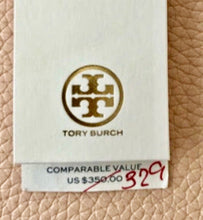 TORY BURCH
COMPARABLE VALUE
US $350.00 329